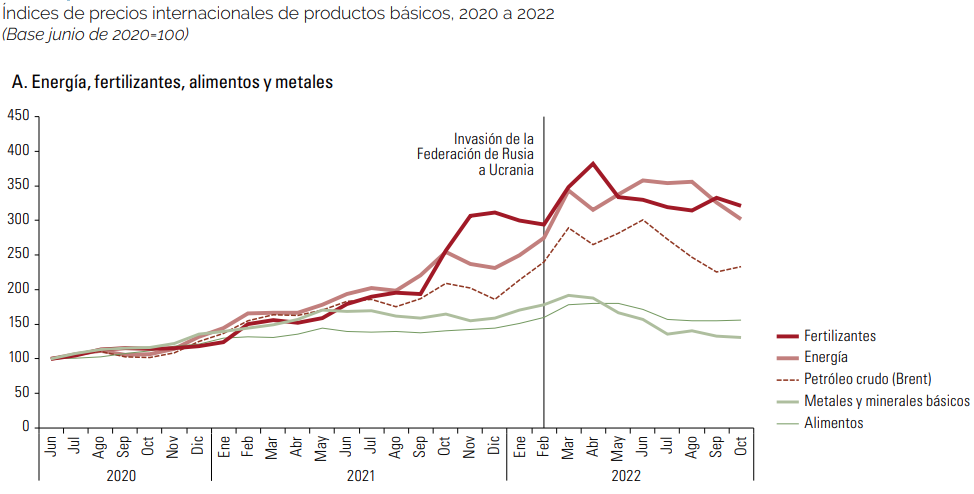 Índices de precios internacionales de productos básicos, 2020 a 2022
(Base junio de 2020=100)
A. Energía, fertilizantes, alimentos y metales
450
400
350
300
250
200
150
100
50
0
Invasión de la
Federación de Rusia
a Ucrania
Jun
Jul
Ago
Sep
Oct
Nov
Dic
Ene
Feb
Mar
Abr
May
Jun
Jul
Ago
Sep
Oct
Nov
Dic
Ene
Feb
Mar
Abr
May
Jun
Jul
Ago
Sep
Oct
2020
2021
2022
Fertilizantes
Energía
Petróleo crudo (Brent)
Metales y minerales básicos
Alimentos